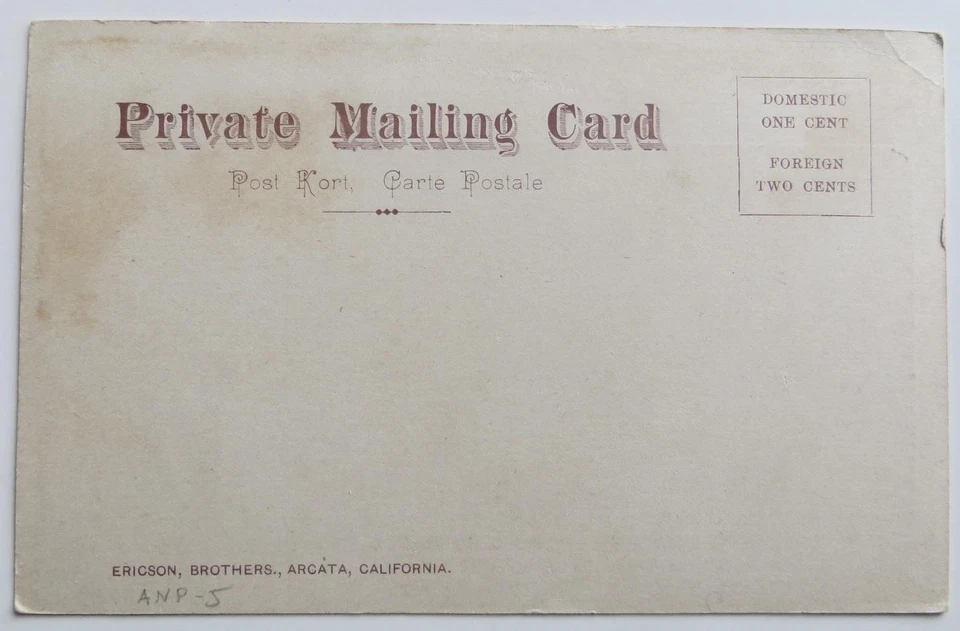 Private Mailing Card
Post Kort, Carte Postale
DOMESTIC
ONE CENT
FOREIGN
TWO CENTS
ERICSON, BROTHERS., ARCATA, CALIFORNIA.
ANP-5